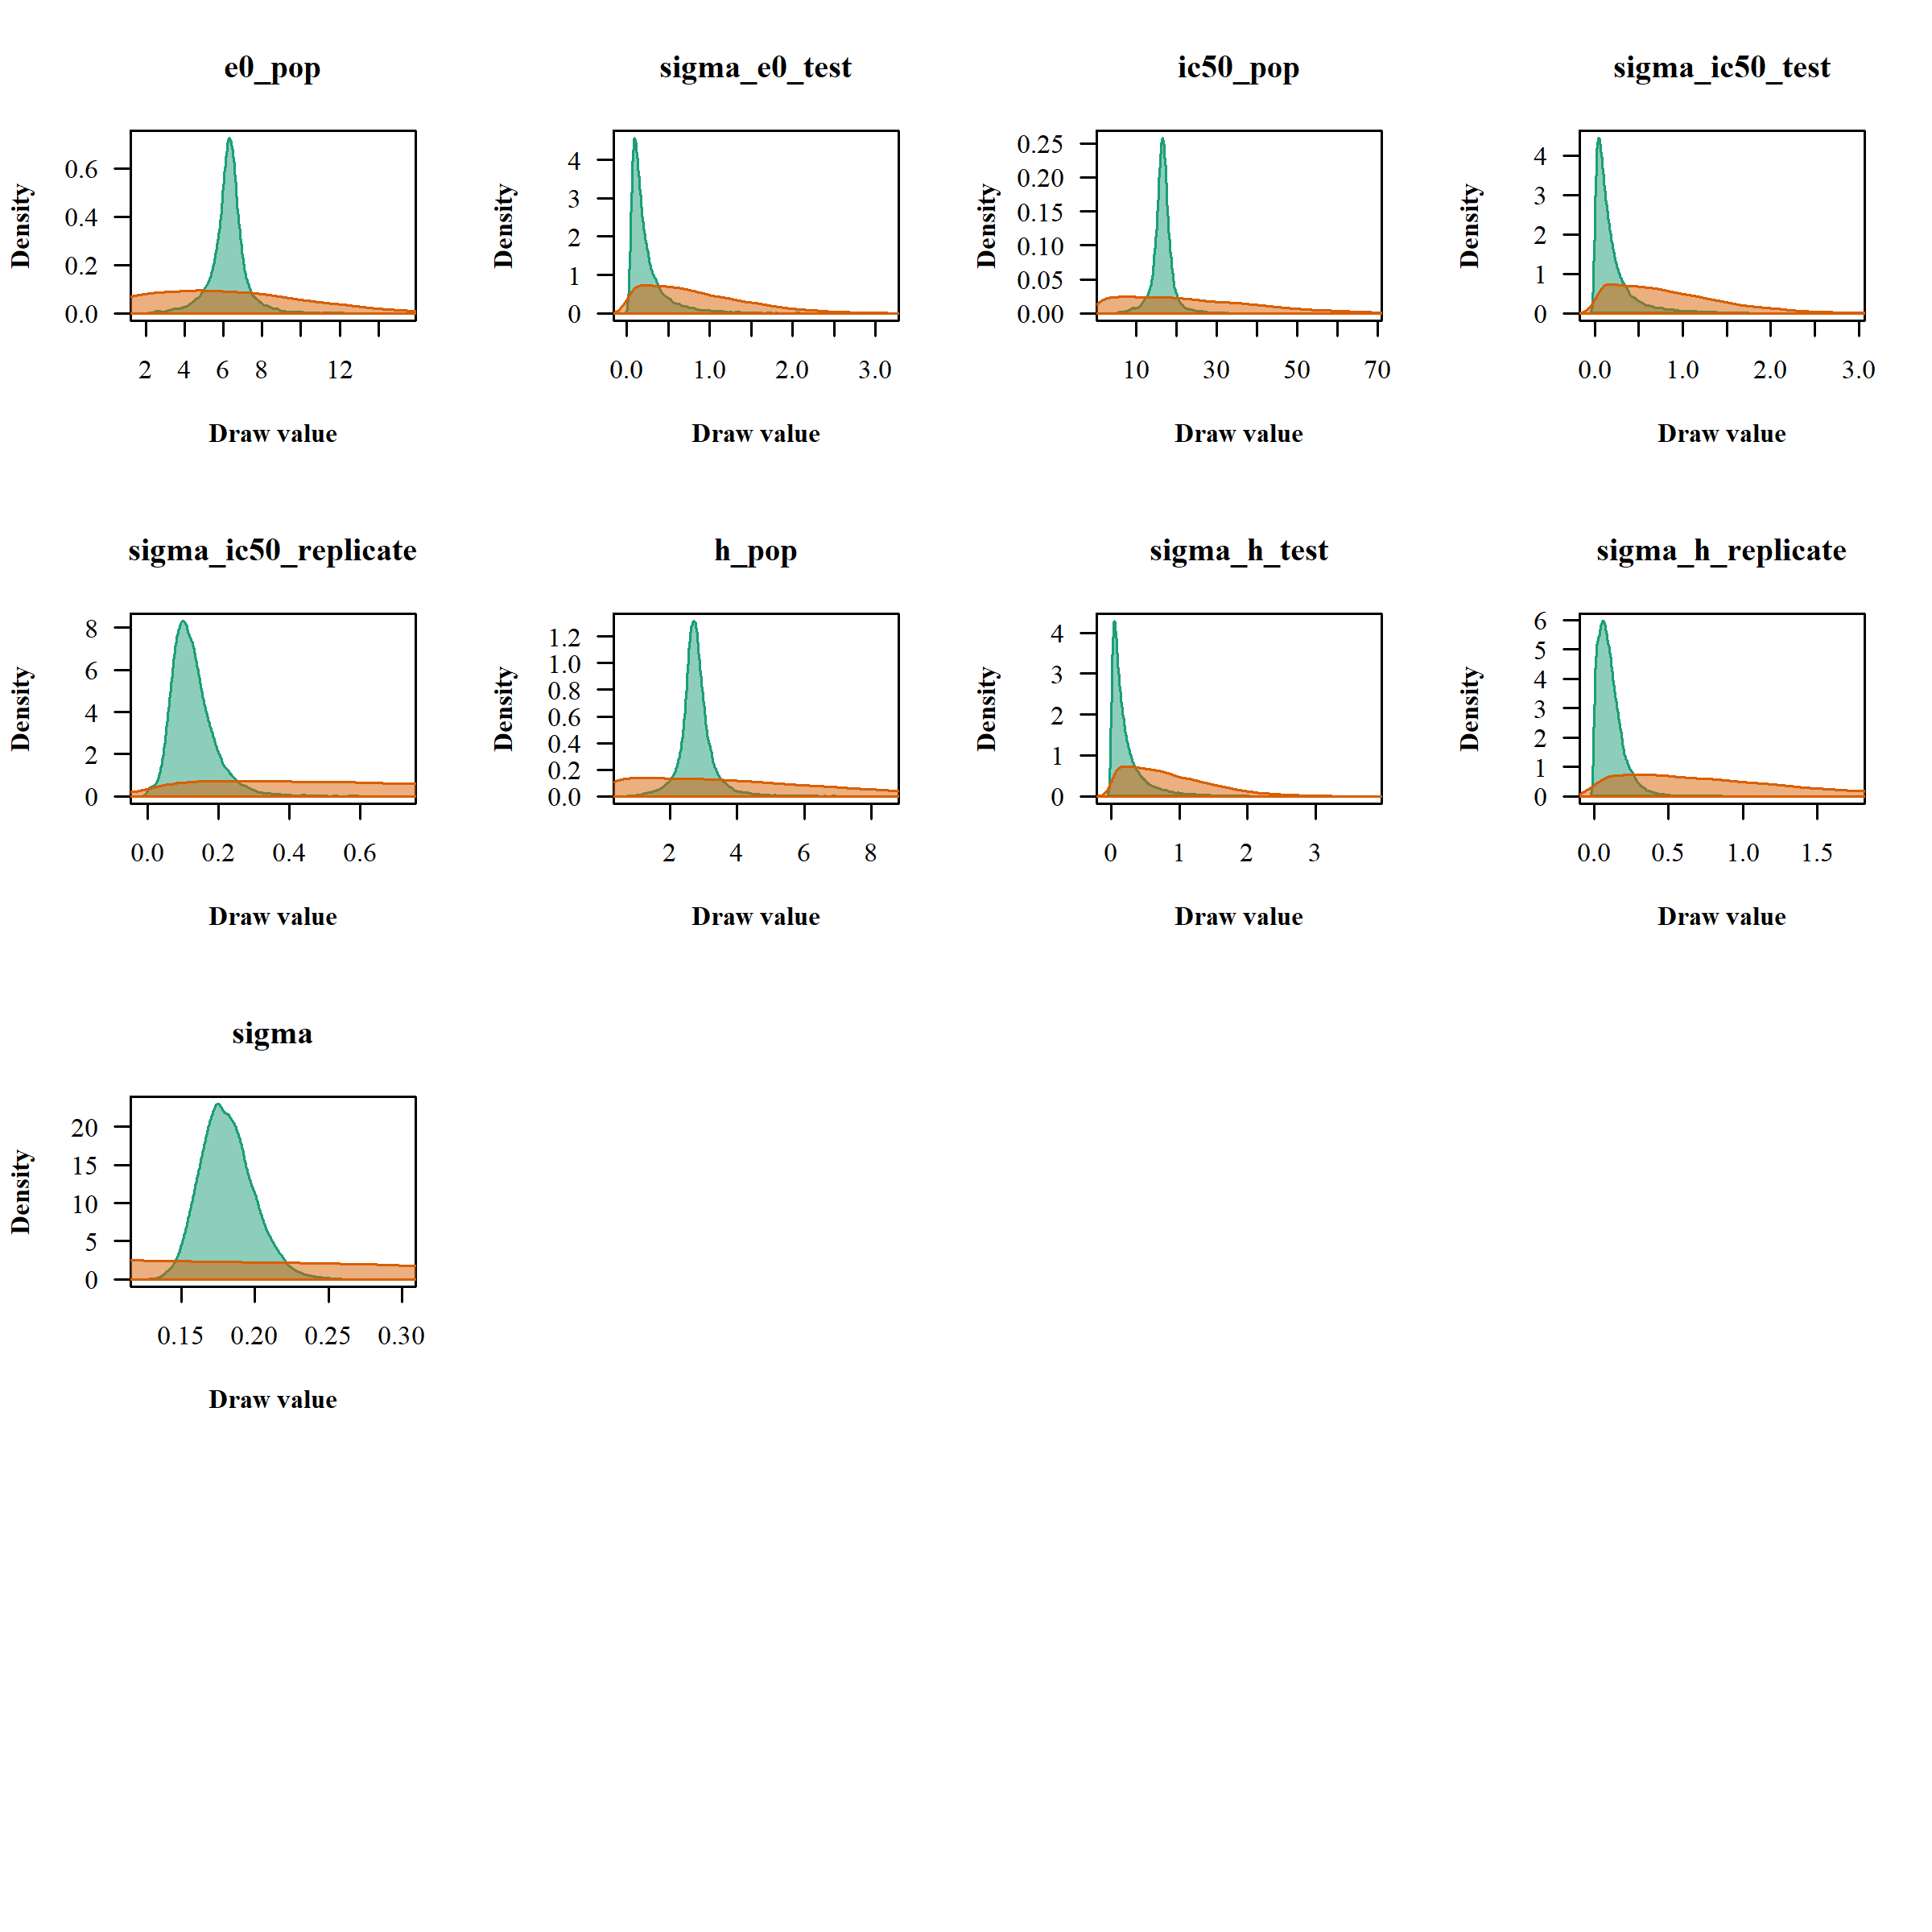 e0_pop
Density
0.6
0.4
0.2
0.0
2 4 6 8 12
Draw value
sigma_e0_test
Density
4
3
2
1
0
0.0 1.0 2.0 3.0
Draw value
ic50_pop
Density
0.25
0.20
0.15
0.10
0.05
0.00
10 30 50 70
Draw value
sigma_ic50_test
Density
4
3
2
1
0
0.0 1.0 2.0 3.0
Draw value
sigma_ic50_replicate
Density
8
6
4
2
0
0.0 0.2 0.4 0.6
Draw value
h_pop
Density
1.2
1.0
0.8
0.6
0.4
0.2
0.0
2 4 6 8
Draw value
sigma_h_test
Density
4
3
2
1
0
0 1 2 3
Draw value
sigma_h_replicate
Density
6
5
4
3
2
1
0
0.0 0.5 1.0 1.5
Draw value
sigma
Density
20
15
10
5
0
0.15 0.20 0.25 0.30
Draw value